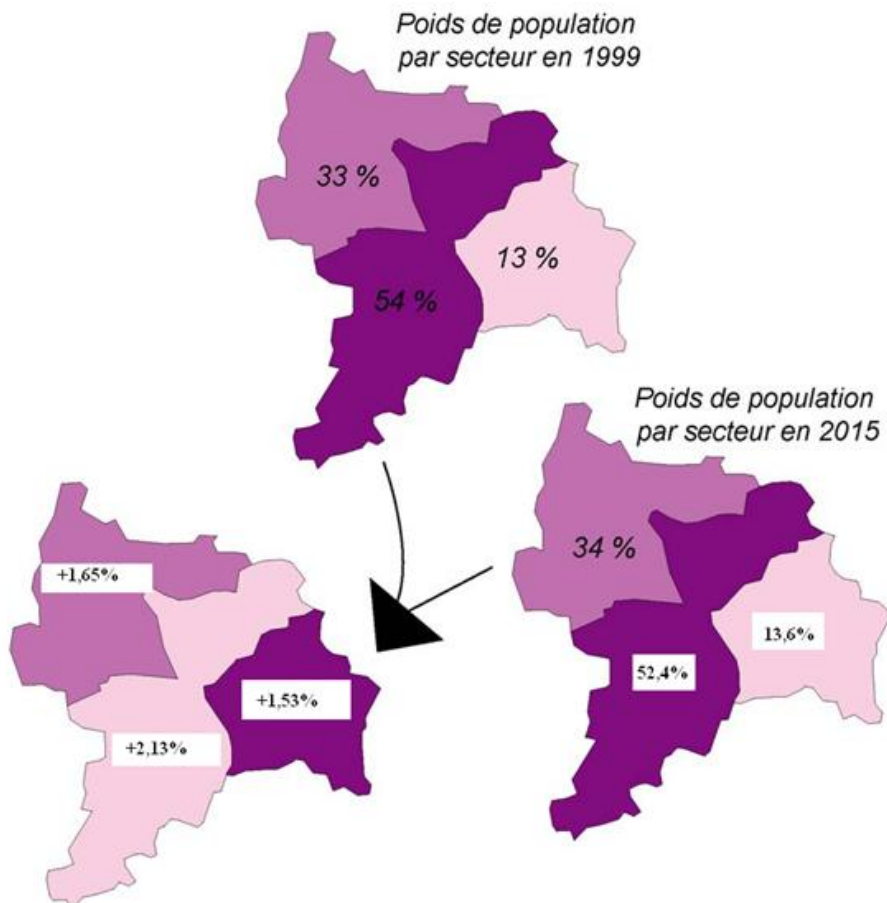 Poids de population
par secteur en 1999
33 %
13 %
54 %
Poids de population
par secteur en 2015
34 %
13,6%
52,4%
+1,65%
+1,53%
+2,13%